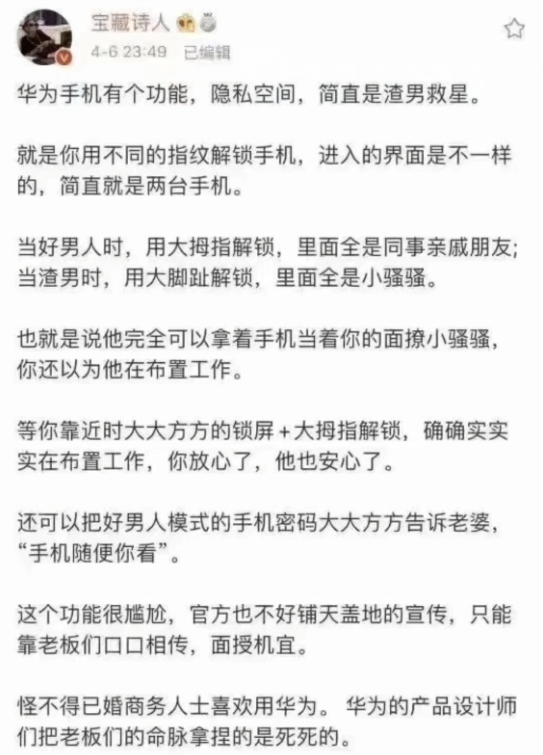 宝藏诗人
4-6 23:49 已编辑
华为手机有个功能，隐私空间，简直是渣男救星。
就是你用不同的指纹解锁手机，进入的界面是不一样
的，简直就是两台手机。
当好男人时，用大拇指解锁，里面全是同事亲戚朋友;
当渣男时，用大脚趾解锁，里面全是小骚骚。
也就是说他完全可以拿着手机当着你的面撩小骚骚，
你还以为他在布置工作。
等你靠近时大大方方的锁屏+大拇指解锁，确确实实
实在布置工作，你放心了，他也安心了。
还可以把好男人模式的手机密码大大方方告诉老婆，
“手机随便你看”。
这个功能很尴尬，官方也不好铺天盖地的宣传，只能
靠老板们口口相传，面授机宜。
怪不得已婚商务人士喜欢用华为。 华为的产品设计师
们把老板们的命脉拿捏的是死死的。